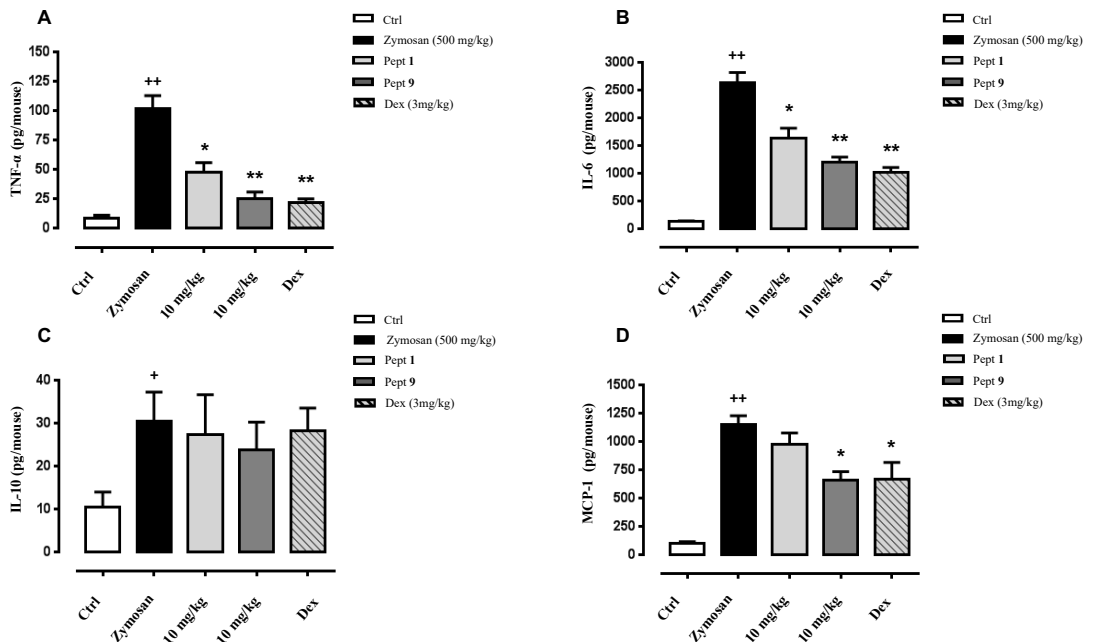 A
Ctrl
Zymosan (500 mg/kg)
Pept 1
Pept 9
Dex (3mg/kg)
TNF-α (pg/mouse)
150
125
100
75
50
25
0
++
*
**
**
Ctrl
Zymosan
10 mg/kg
10 mg/kg
Dex
B
Ctrl
Zymosan (500 mg/kg)
Pept 1
Pept 9
Dex (3mg/kg)
IL-6 (pg/mouse)
3000
2500
2000
1500
1000
500
0
++
*
**
**
Ctrl
Zymosan
10 mg/kg
10 mg/kg
Dex
C
Ctrl
Zymosan (500 mg/kg)
Pept 1
Pept 9
Dex (3mg/kg)
IL-10 (pg/mouse)
40
30
20
10
0
+
Ctrl
Zymosan
10 mg/kg
10 mg/kg
Dex
D
Ctrl
Zymosan (500 mg/kg)
Pept 1
Pept 9
Dex (3mg/kg)
MCP-1 (pg/mouse)
1500
1250
1000
750
500
250
0
++
*
*
Ctrl
Zymosan
10 mg/kg
10 mg/kg
Dex